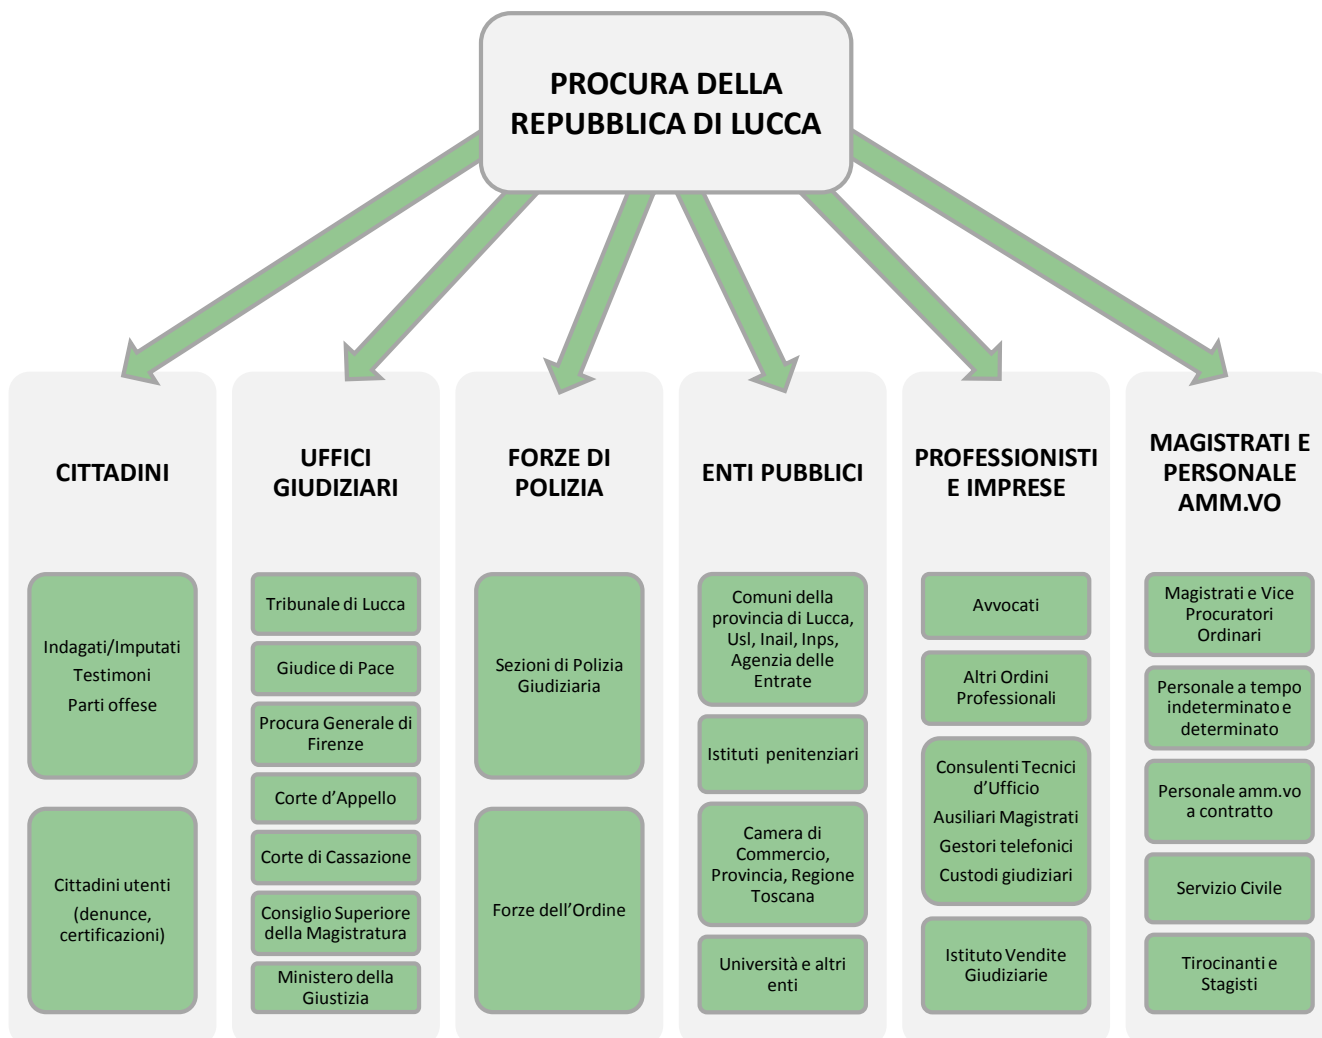 PROCURA DELLA
REPUBBLICA DI LUCCA
CITTADINI
Indagati/Imputati
Testimoni
Parti offese
Cittadini utenti
(denunce,
certificazioni)
UFFICI
GIUDIZIARI
Tribunale di Lucca
Giudice di Pace
Procura Generale di
Firenze
Corte d’Appello
Corte di Cassazione
Consiglio Superiore
della Magistratura
Ministero della
Giustizia
FORZE DI
POLIZIA
Sezioni di Polizia
Giudiziaria
Forze dell’Ordine
ENTI PUBBLICI
Comuni della
provincia di Lucca,
Usl, Inail, Inps,
Agenzia delle
Entrate
Istituti penitenziari
Camera di
Commercio,
Provincia, Regione
Toscana
Università e altri
enti
PROFESSIONISTI
E IMPRESE
Avvocati
Altri Ordini
Professionali
Consulenti Tecnici
d’Ufficio
Ausiliari Magistrati
Gestori telefonici
Custodi giudiziari
Istituto Vendite
Giudiziarie
MAGISTRATI E
PERSONALE
AMM.VO
Magistrati e Vice
Procuratori
Ordinari
Personale a tempo
indeterminato e
determinato
Personale amm.vo
a contratto
Servizio Civile
Tirocinanti e
Stagisti